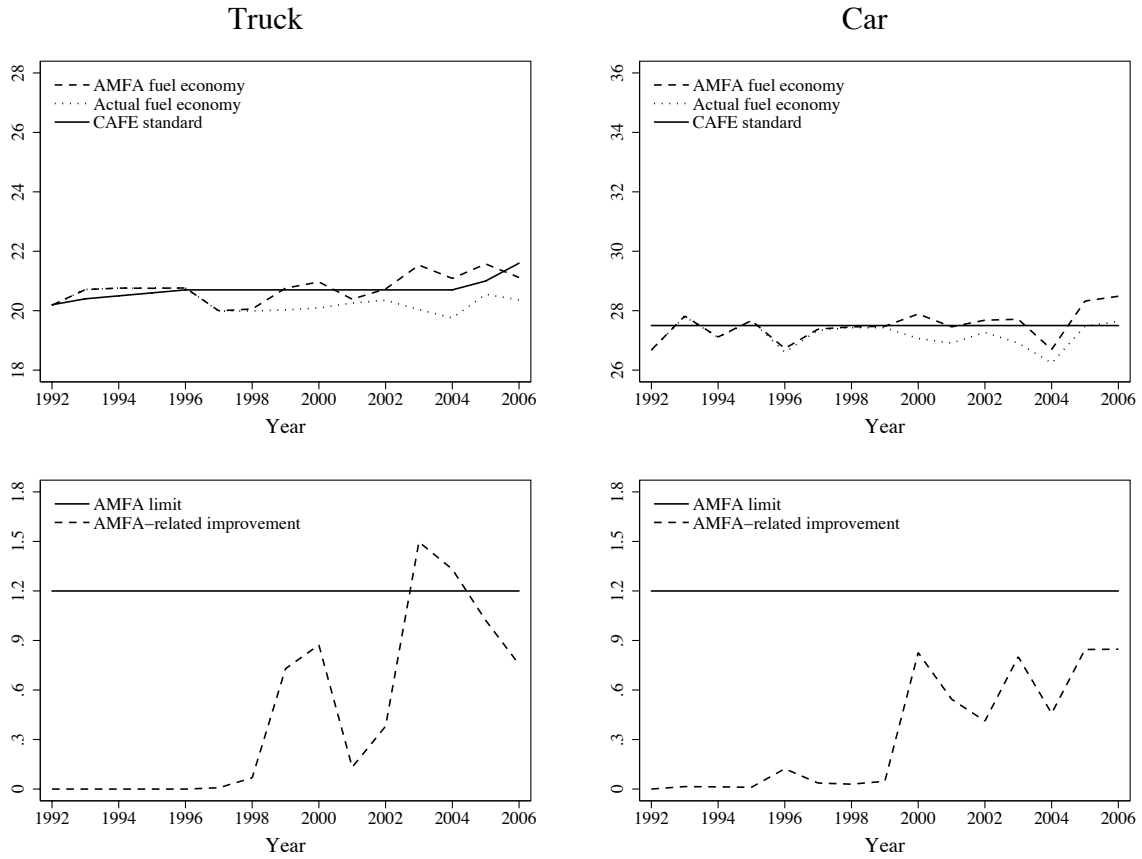 Truck
Car
28
26
24
22
20
18
AMFA fuel economy
Actual fuel economy
CAFE standard
1992 1994 1996 1998 2000 2002 2004 2006
Year
36
34
32
30
28
26
AMFA fuel economy
Actual fuel economy
CAFE standard
1992 1994 1996 1998 2000 2002 2004 2006
Year
1.8
1.5
1.2
.9
.6
.3
0
AMFA limit
AMFA−related improvement
1992 1994 1996 1998 2000 2002 2004 2006
Year
1.8
1.5
1.2
.9
.6
.3
0
AMFA limit
AMFA−related improvement
1992 1994 1996 1998 2000 2002 2004 2006
Year